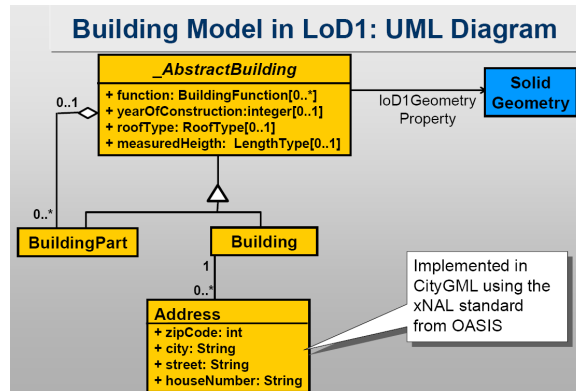 Building Model in LoD1: UML Diagram
_AbstractBuilding
+ function: BuildingFunction[0..*]
+ yearOfConstruction:integer[0..1]
+ roofType: RoofType[0..1]
+ measuredHeigth: LengthType[0..1]
0..1
loD1Geometry
Property
Solid
Geometry
0..*
BuildingPart
Building
1
0..*
Address
+ zipCode: int
+ city: String
+ street: String
+ houseNumber: String
Implemented in
CityGML using the
xNAL standard
from OASIS